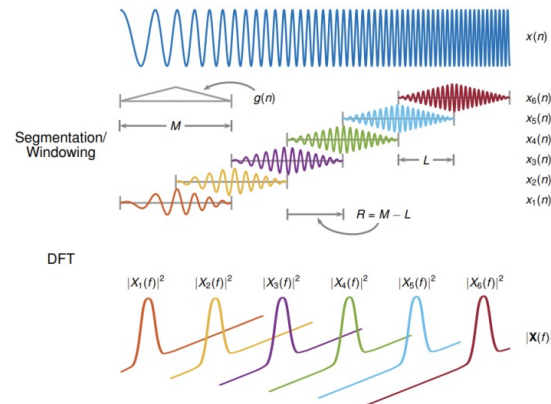 x(n)
g(n)
M
Segmentation/
Windowing
x₆(n)
x₅(n)
x₄(n)
L
x₃(n)
x₂(n)
x₁(n)
R = M − L
DFT
|X₁(f)|² |X₂(f)|² |X₃(f)|² |X₄(f)|² |X₅(f)|² |X₆(f)|²
|X(f)|